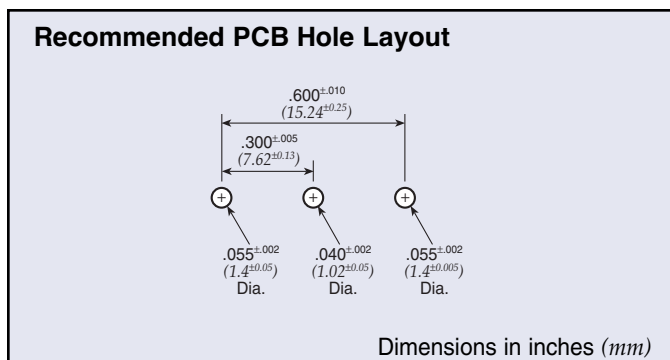 Recommended PCB Hole Layout
.600±.010
(15.24±0.25)
.300±.005
(7.62±0.13)
.055±.002 .040±.002 .055±.002
(1.4±0.05) (1.02±0.05) (1.4±0.005)
Dia. Dia. Dia.
Dimensions in inches (mm)